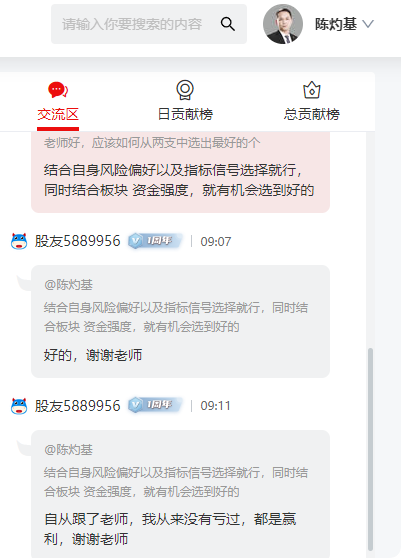 请输入你要搜索的内容
陈灼基
交流区
日贡献榜
总贡献榜
老师好，应该如何从两支中选出最好的个
结合自身风险偏好以及指标信号选择就行，
同时结合板块 资金强度，就有机会选到好的
股友5889956 V 1周年 09:07
@陈灼基
结合自身风险偏好以及指标信号选择就行，同时结
合板块 资金强度，就有机会选到好的
好的，谢谢老师
股友5889956 V 1周年 09:11
@陈灼基
结合自身风险偏好以及指标信号选择就行，同时结
合板块 资金强度，就有机会选到好的
自从跟了老师，我从来没有亏过，都是赢
利，谢谢老师